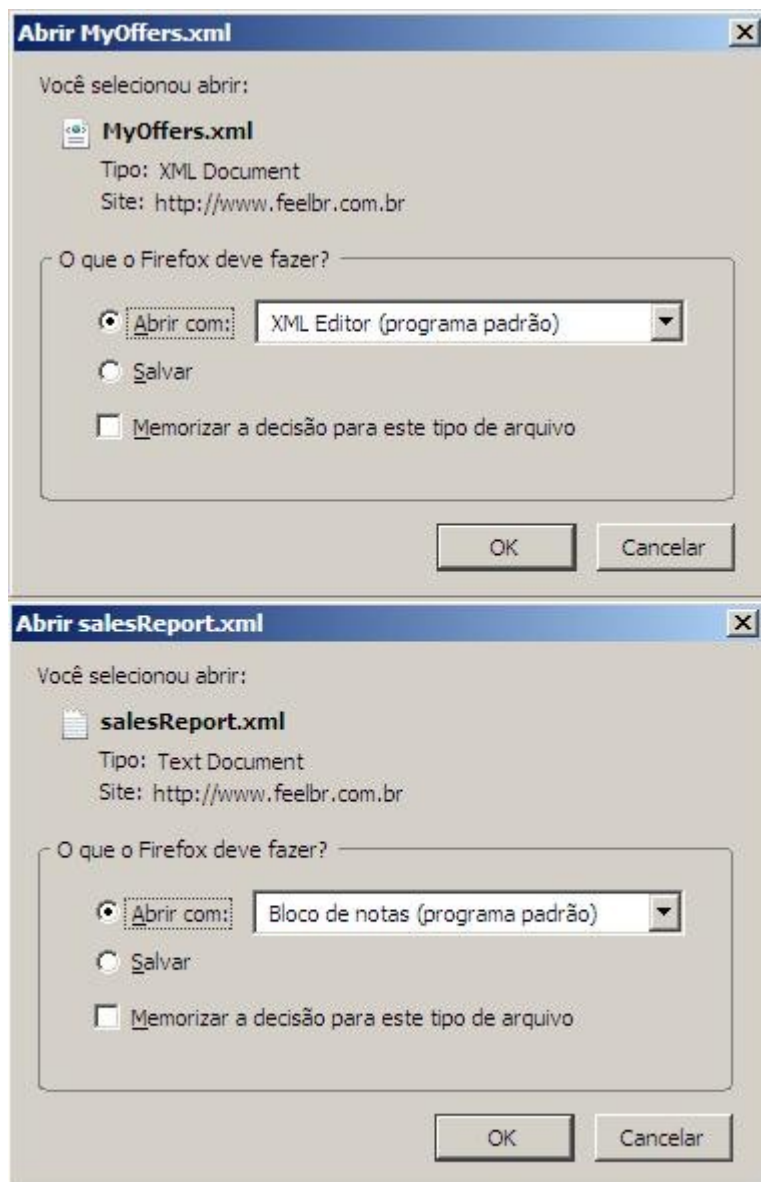 Abrir MyOffers.xml
Você selecionou abrir:
MyOffers.xml
Tipo: XML Document
Site: http://www.feelbr.com.br
O que o Firefox deve fazer?
Abrir com: XML Editor (programa padrão)
Salvar
Memorizar a decisão para este tipo de arquivo
OK Cancelar
Abrir salesReport.xml
Você selecionou abrir:
salesReport.xml
Tipo: Text Document
Site: http://www.feelbr.com.br
O que o Firefox deve fazer?
Abrir com: Bloco de notas (programa padrão)
Salvar
Memorizar a decisão para este tipo de arquivo
OK Cancelar